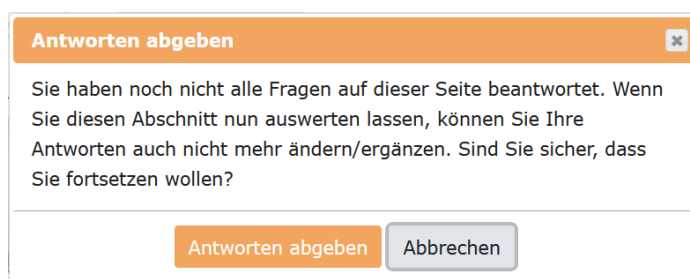 Antworten abgeben
Sie haben noch nicht alle Fragen auf dieser Seite beantwortet. Wenn
Sie diesen Abschnitt nun auswerten lassen, können Sie Ihre
Antworten auch nicht mehr ändern/ergänzen. Sind Sie sicher, dass
Sie fortsetzen wollen?
Antworten abgeben Abbrechen